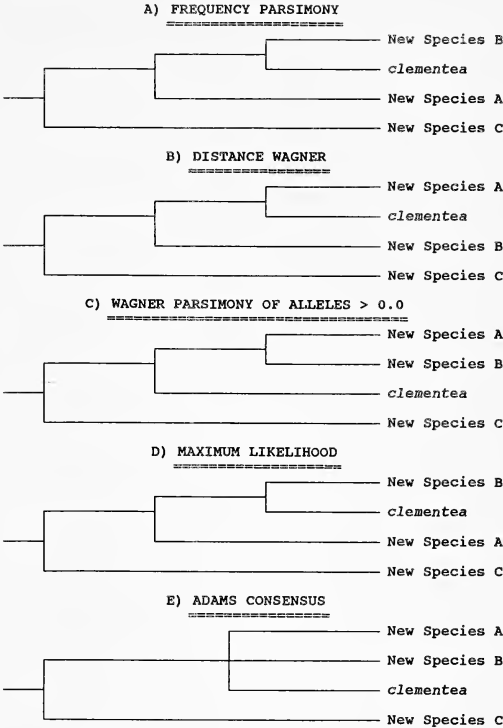 A) FREQUENCY PARSIMONY
New Species B
clementea
New Species A
New Species C
B) DISTANCE WAGNER
New Species A
clementea
New Species B
New Species C
C) WAGNER PARSIMONY OF ALLELES > 0.0
New Species A
New Species B
clementea
New Species C
D) MAXIMUM LIKELIHOOD
New Species B
clementea
New Species A
New Species C
E) ADAMS CONSENSUS
New Species A
New Species B
clementea
New Species C